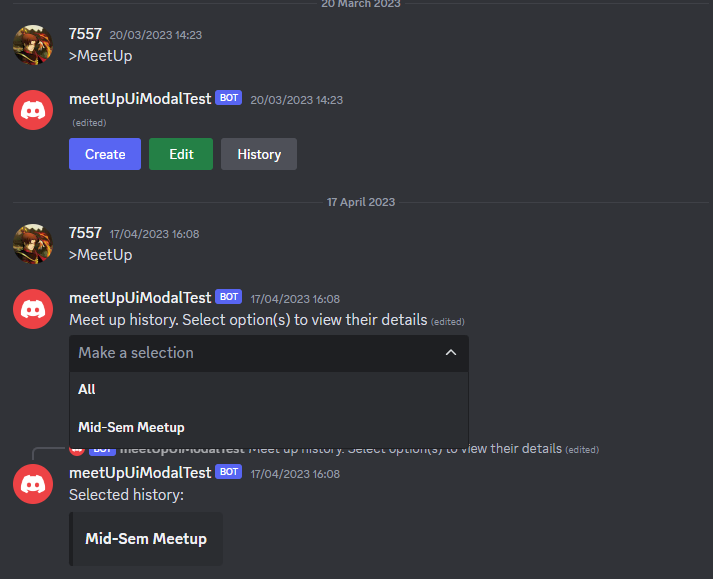 20 March 2023
7557 20/03/2023 14:23
>MeetUp
meetUpUiModalTest BOT 20/03/2023 14:23
(edited)
Create Edit History
17 April 2023
7557 17/04/2023 16:08
>MeetUp
meetUpUiModalTest BOT 17/04/2023 16:08
Meet up history. Select option(s) to view their details (edited)
Make a selection
All
Mid-Sem Meetup
BOT meetUpUiModalTest Meet up history. Select option(s) to view their details (edited)
meetUpUiModalTest BOT 17/04/2023 16:08
Selected history:
Mid-Sem Meetup